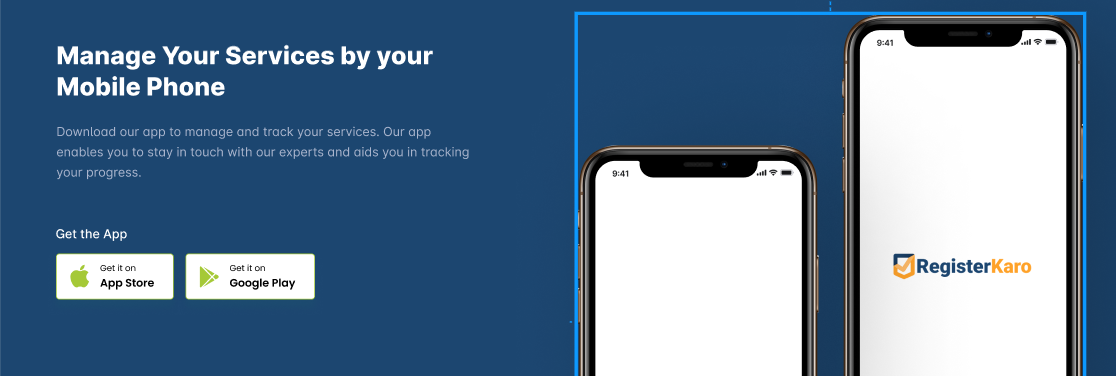 Manage Your Services by your
Mobile Phone
Download our app to manage and track your services. Our app
enables you to stay in touch with our experts and aids you in tracking
your progress.
Get the App
Get it on
App Store
Get it on
Google Play
9:41
9:41
RegisterKaro